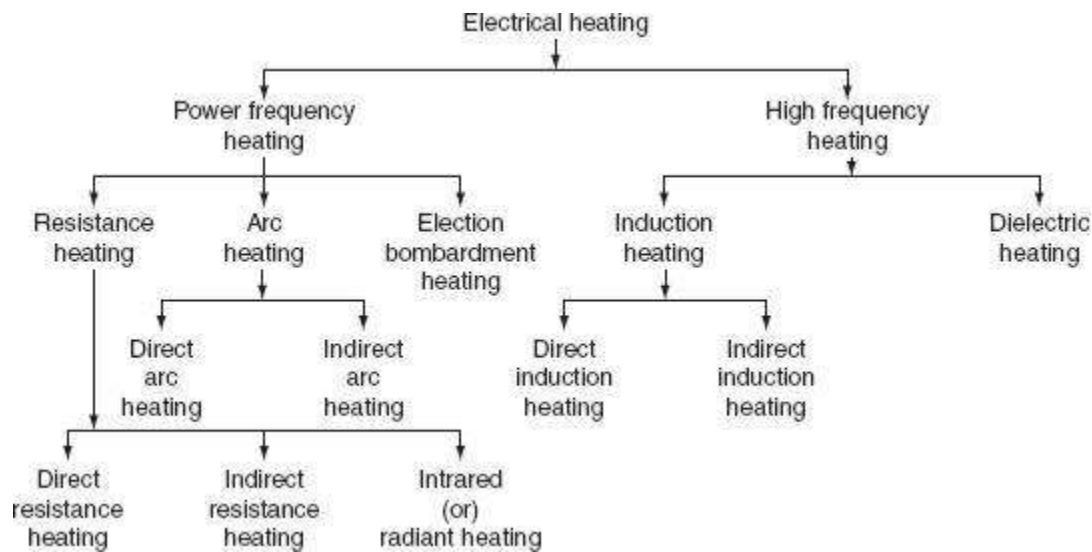 Electrical heating
Power frequency
heating
High frequency
heating
Resistance
heating
Arc
heating
Election
bombardment
heating
Induction
heating
Dielectric
heating
Direct
arc
heating
Indirect
arc
heating
Direct
induction
heating
Indirect
induction
heating
Direct
resistance
heating
Indirect
resistance
heating
Intrared
(or)
radiant heating